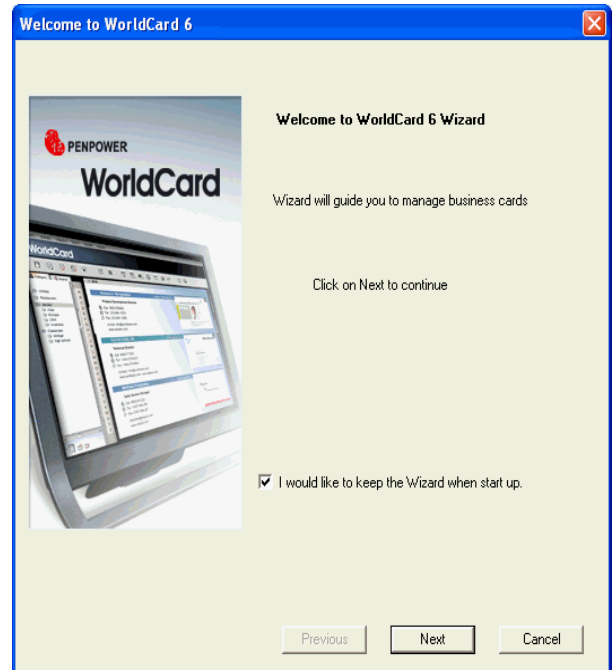 Welcome to WorldCard 6
PENPOWER
WorldCard
WorldCard
Welcome to WorldCard 6 Wizard
Wizard will guide you to manage business cards
Click on Next to continue
I would like to keep the Wizard when start up.
Previous
Next
Cancel